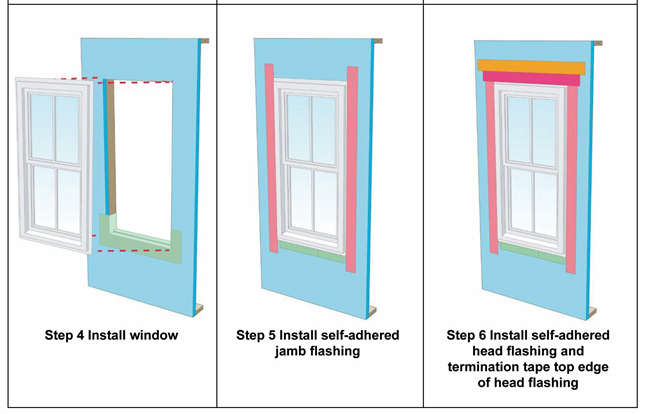 Step 4 Install window
Step 5 Install self-adhered
jamb flashing
Step 6 Install self-adhered
head flashing and
termination tape top edge
of head flashing